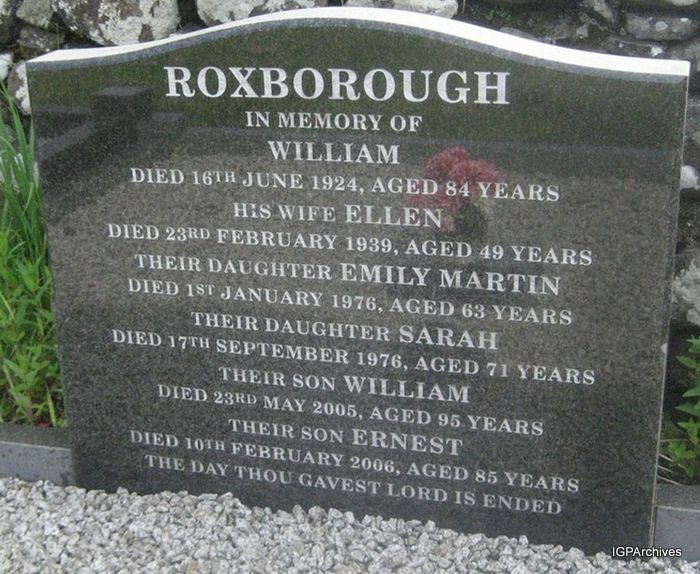 ROXBOROUGH
IN MEMORY OF
WILLIAM
DIED 16TH JUNE 1924, AGED 84 YEARS
HIS WIFE ELLEN
DIED 23RD FEBRUARY 1939, AGED 49 YEARS
THEIR DAUGHTER EMILY MARTIN
DIED 1ST JANUARY 1976, AGED 63 YEARS
THEIR DAUGHTER SARAH
DIED 17TH SEPTEMBER 1976, AGED 71 YEARS
THEIR SON WILLIAM
DIED 23RD MAY 2005, AGED 95 YEARS
THEIR SON ERNEST
DIED 10TH FEBRUARY 2006, AGED 85 YEARS
THE DAY THOU GAVEST LORD IS ENDED
IGPArchives